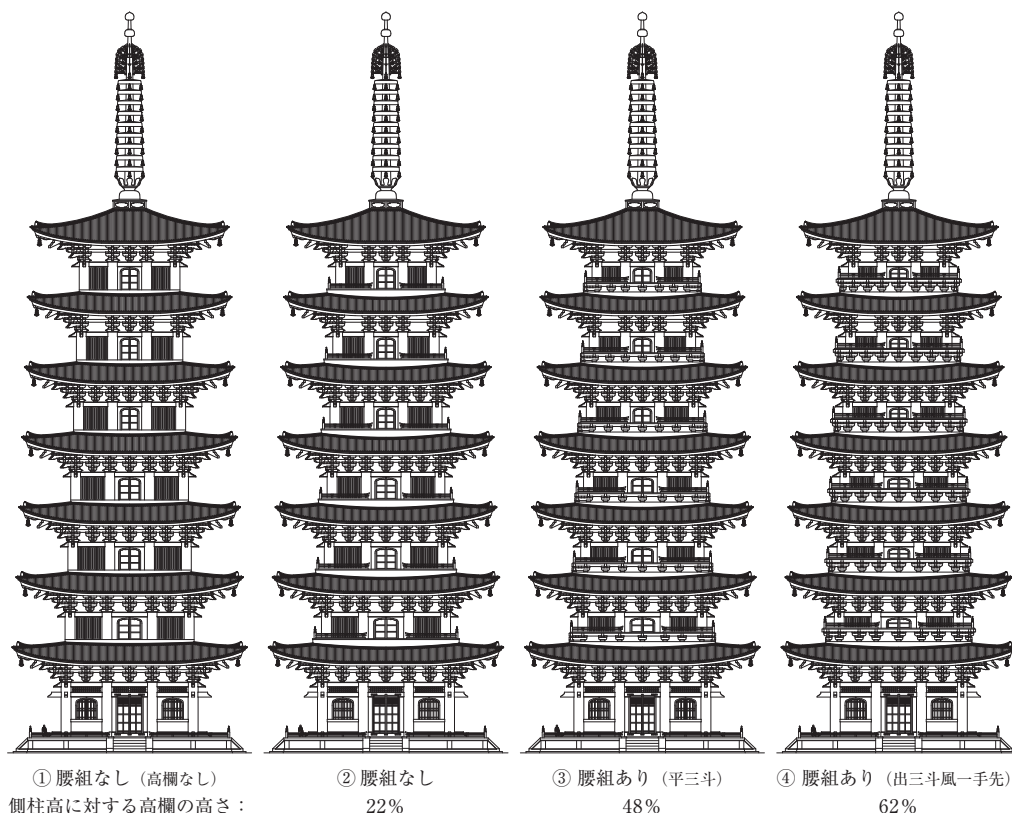 ① 腰組なし（高欄なし） ② 腰組なし ③ 腰組あり（平三斗） ④ 腰組あり（出三斗風一手先）
側柱高に対する高欄の高さ： 22% 48% 62%